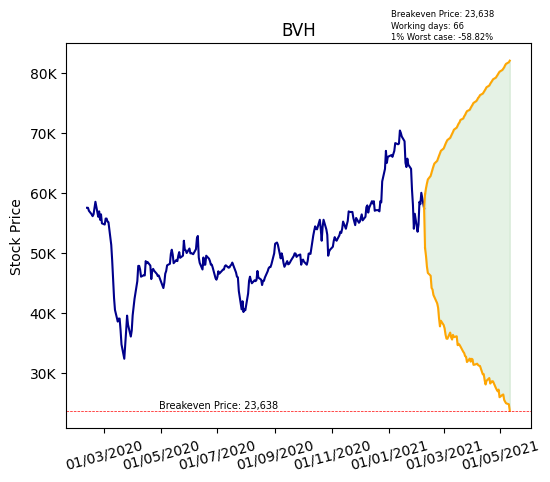 Breakeven Price: 23,638
Working days: 66
1% Worst case: -58.82%
BVH
Stock Price
80K
70K
60K
50K
40K
30K
Breakeven Price: 23,638
01/03/2020
01/05/2020
01/07/2020
01/09/2020
01/11/2020
01/01/2021
01/03/2021
01/05/2021